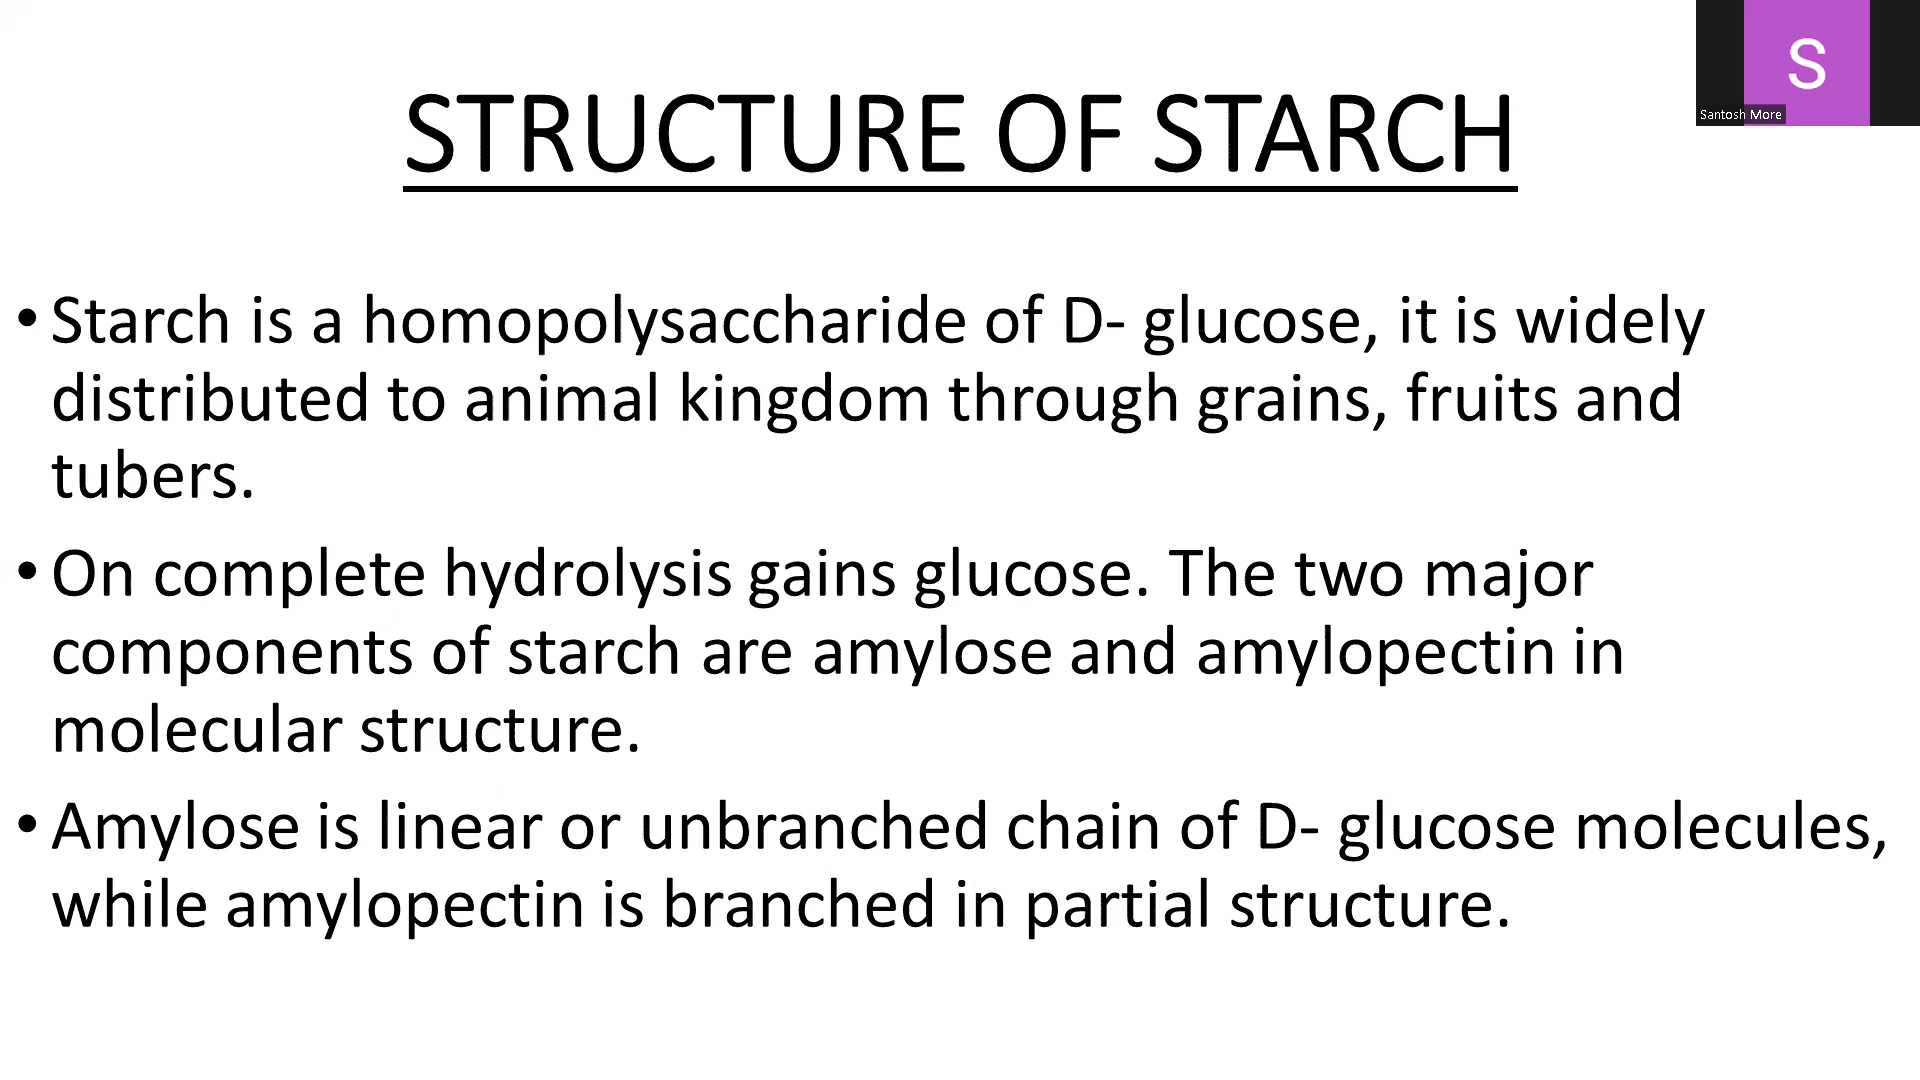 S
Santosh More
STRUCTURE OF STARCH
• Starch is a homopolysaccharide of D- glucose, it is widely
distributed to animal kingdom through grains, fruits and
tubers.
• On complete hydrolysis gains glucose. The two major
components of starch are amylose and amylopectin in
molecular structure.
• Amylose is linear or unbranched chain of D- glucose molecules,
while amylopectin is branched in partial structure.